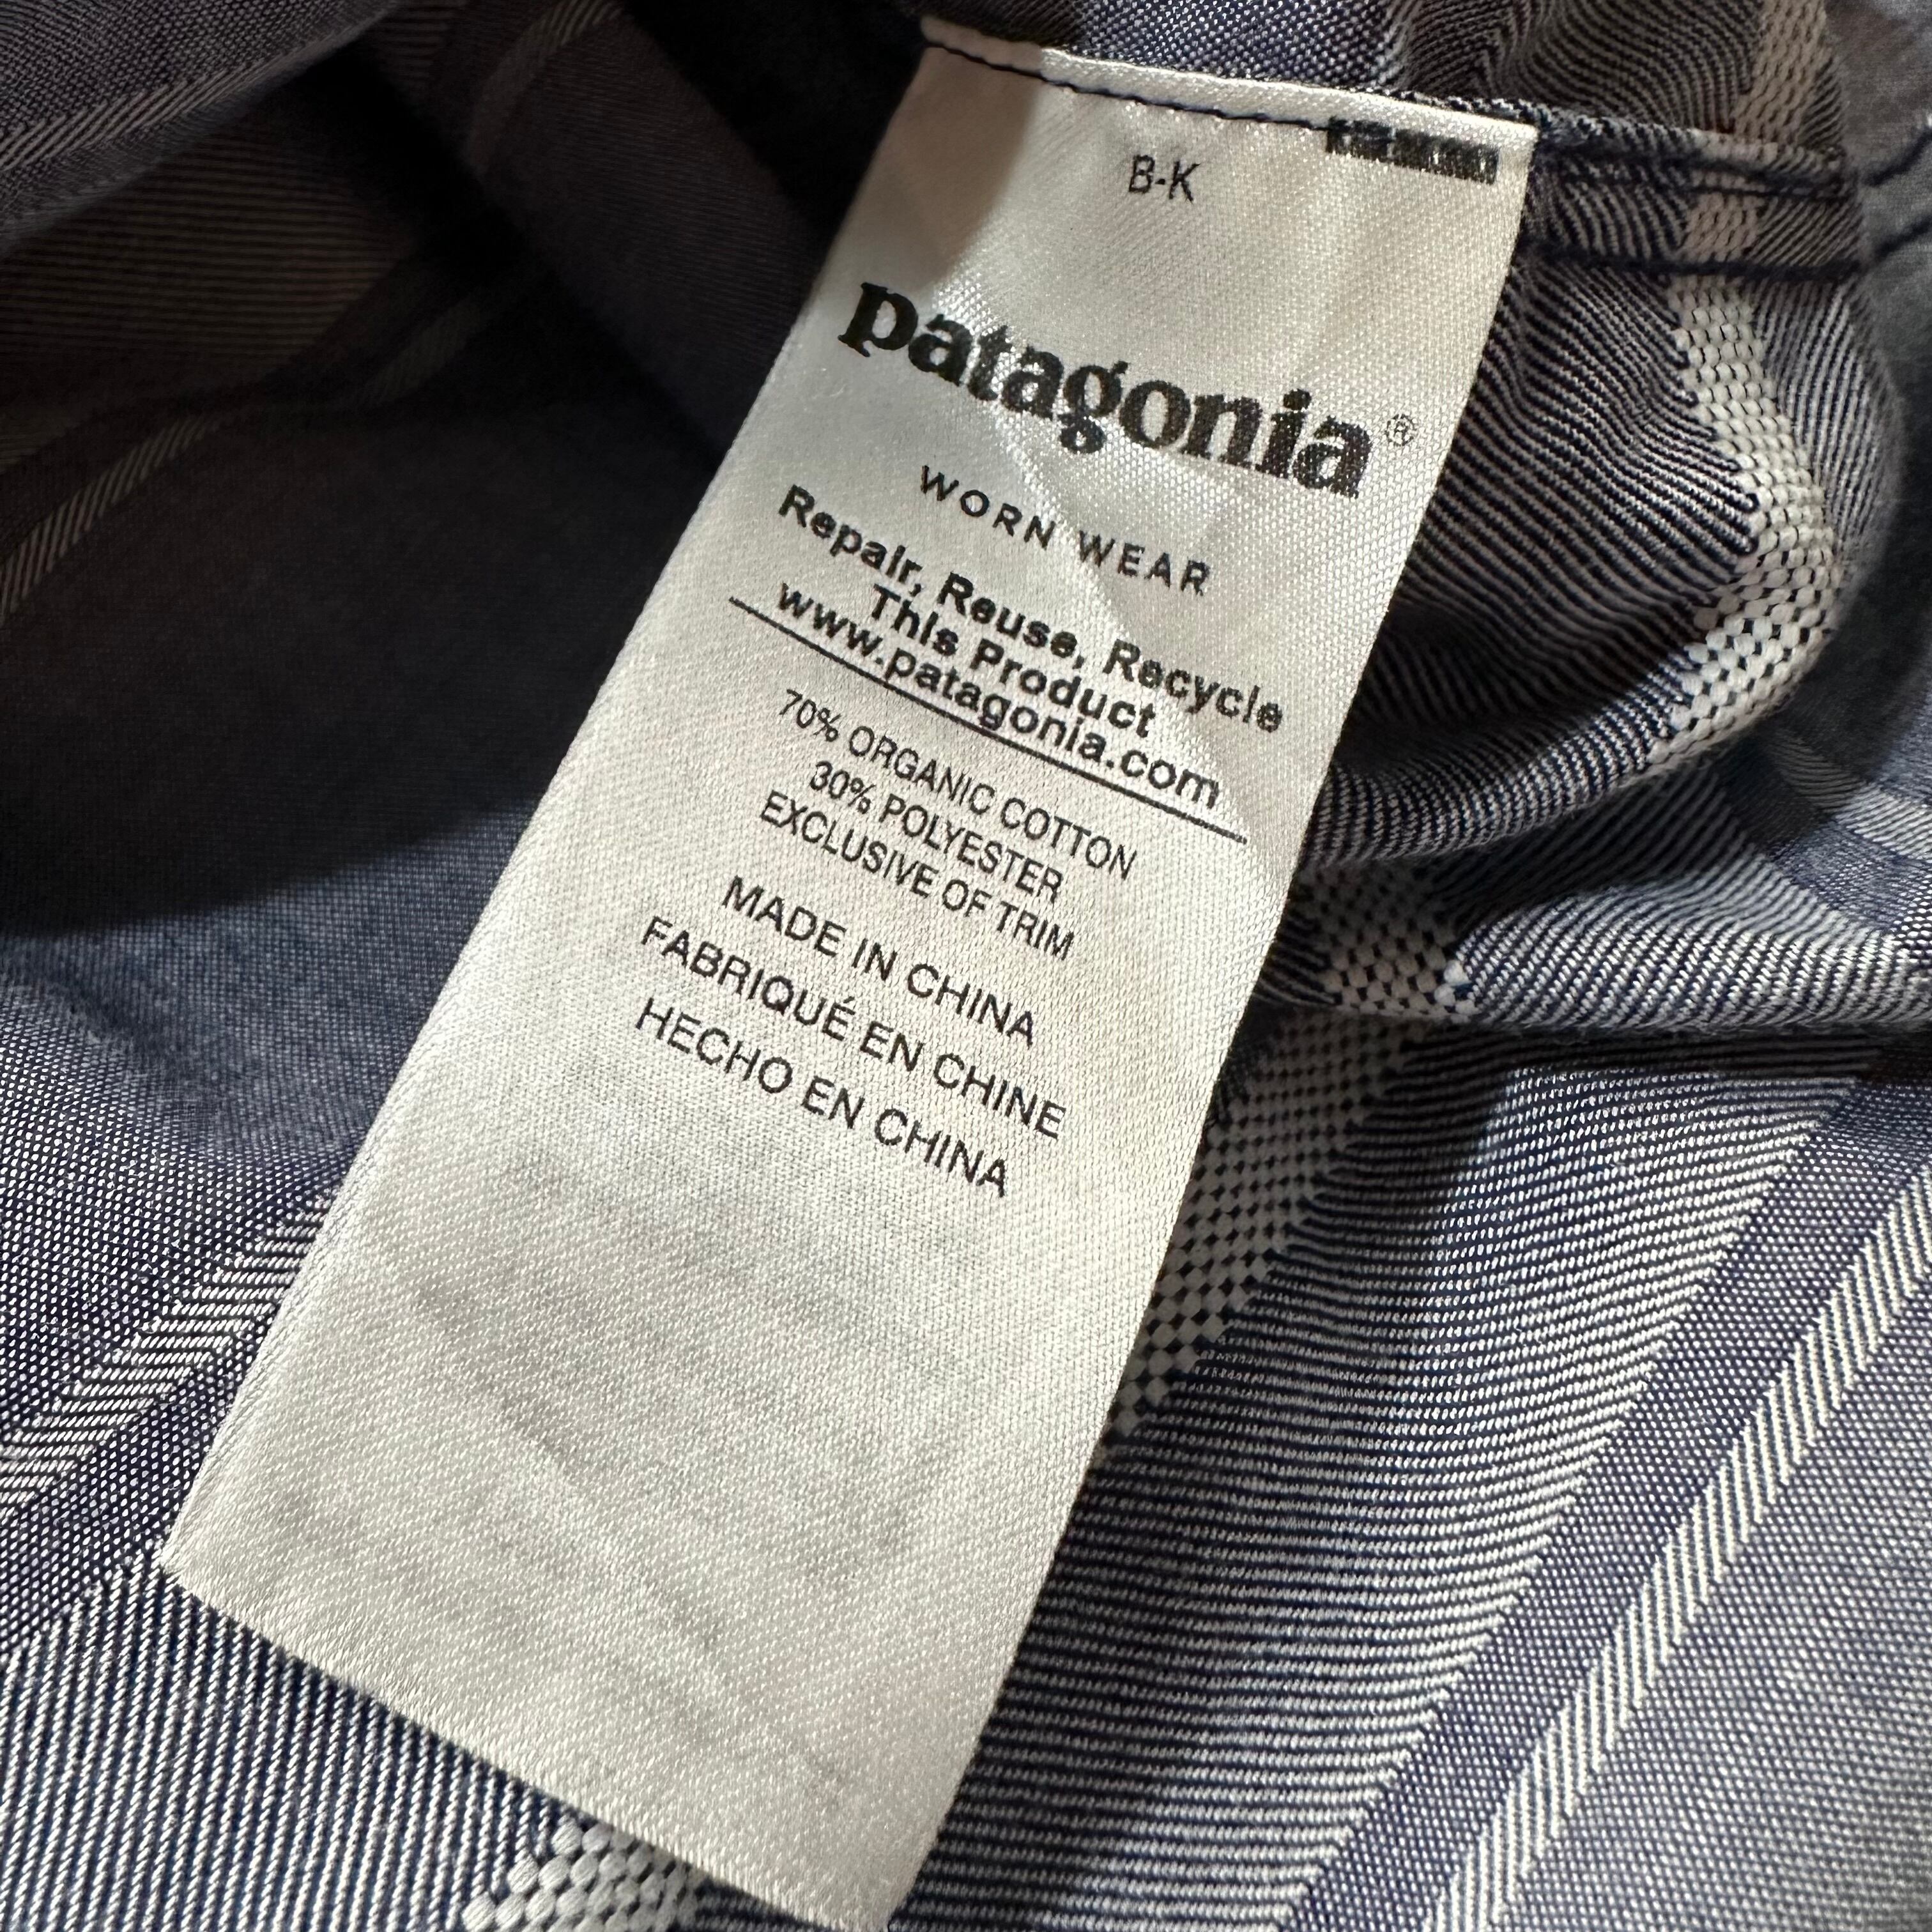 B-K
patagonia®
WORN WEAR
Repair, Reuse, Recycle
This Product
www.patagonia.com
70% ORGANIC COTTON
30% POLYESTER
EXCLUSIVE OF TRIM
MADE IN CHINA
FABRIQUÉ EN CHINE
HECHO EN CHINA